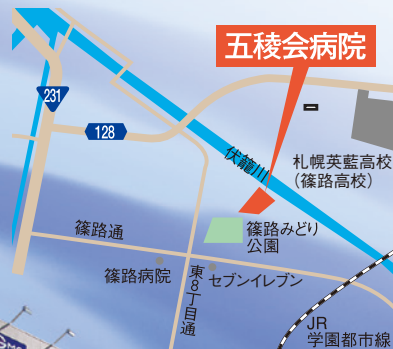 五稜会病院
231
128
伏籠川
札幌英藍高校
（篠路高校）
篠路みどり
公園
篠路通
篠路病院
セブンイレブン
東8丁目通
JR
学園都市線